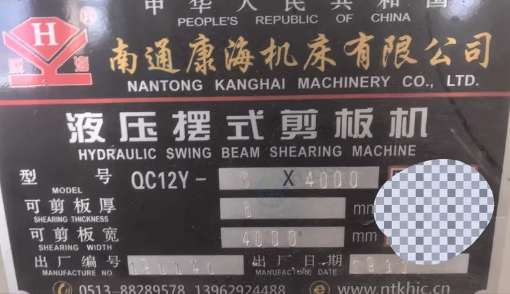 中华人民共和国
PEOPLE'S REPUBLIC OF CHINA
H
康海
南通康海机床有限公司
NANTONG KANGHAI MACHINERY CO., LTD.
液压摆式剪板机
HYDRAULIC SWING BEAM SHEARING MACHINE
型号 QC12Y- X 4000
MODEL
可剪板厚 mm
SHEARING THICKNESS
可剪板宽 4000 mm
SHEARING WIDTH
出厂编号 出厂日期
MANUFACTURE NO MANUFACTURE DATE
0513-88289578 13962924488 www.ntkhjc.cn